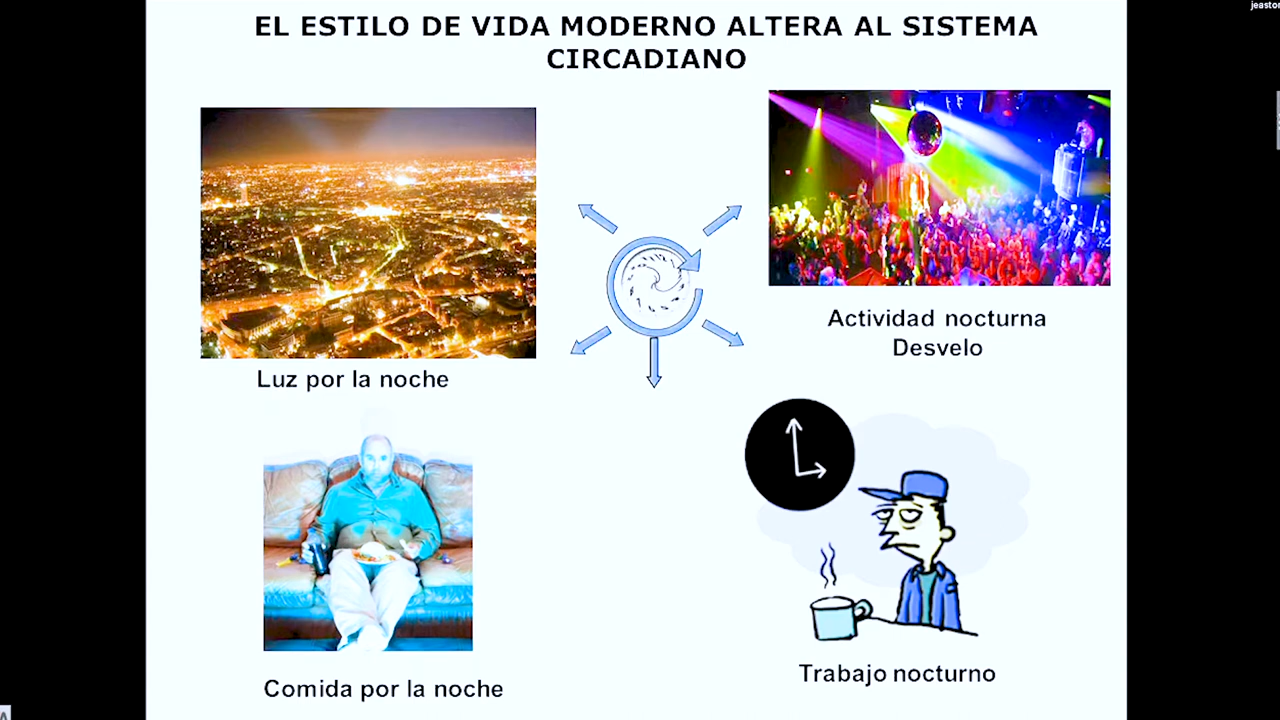 EL ESTILO DE VIDA MODERNO ALTERA AL SISTEMA
CIRCADIANO
Luz por la noche
Actividad nocturna
Desvelo
Comida por la noche
Trabajo nocturno